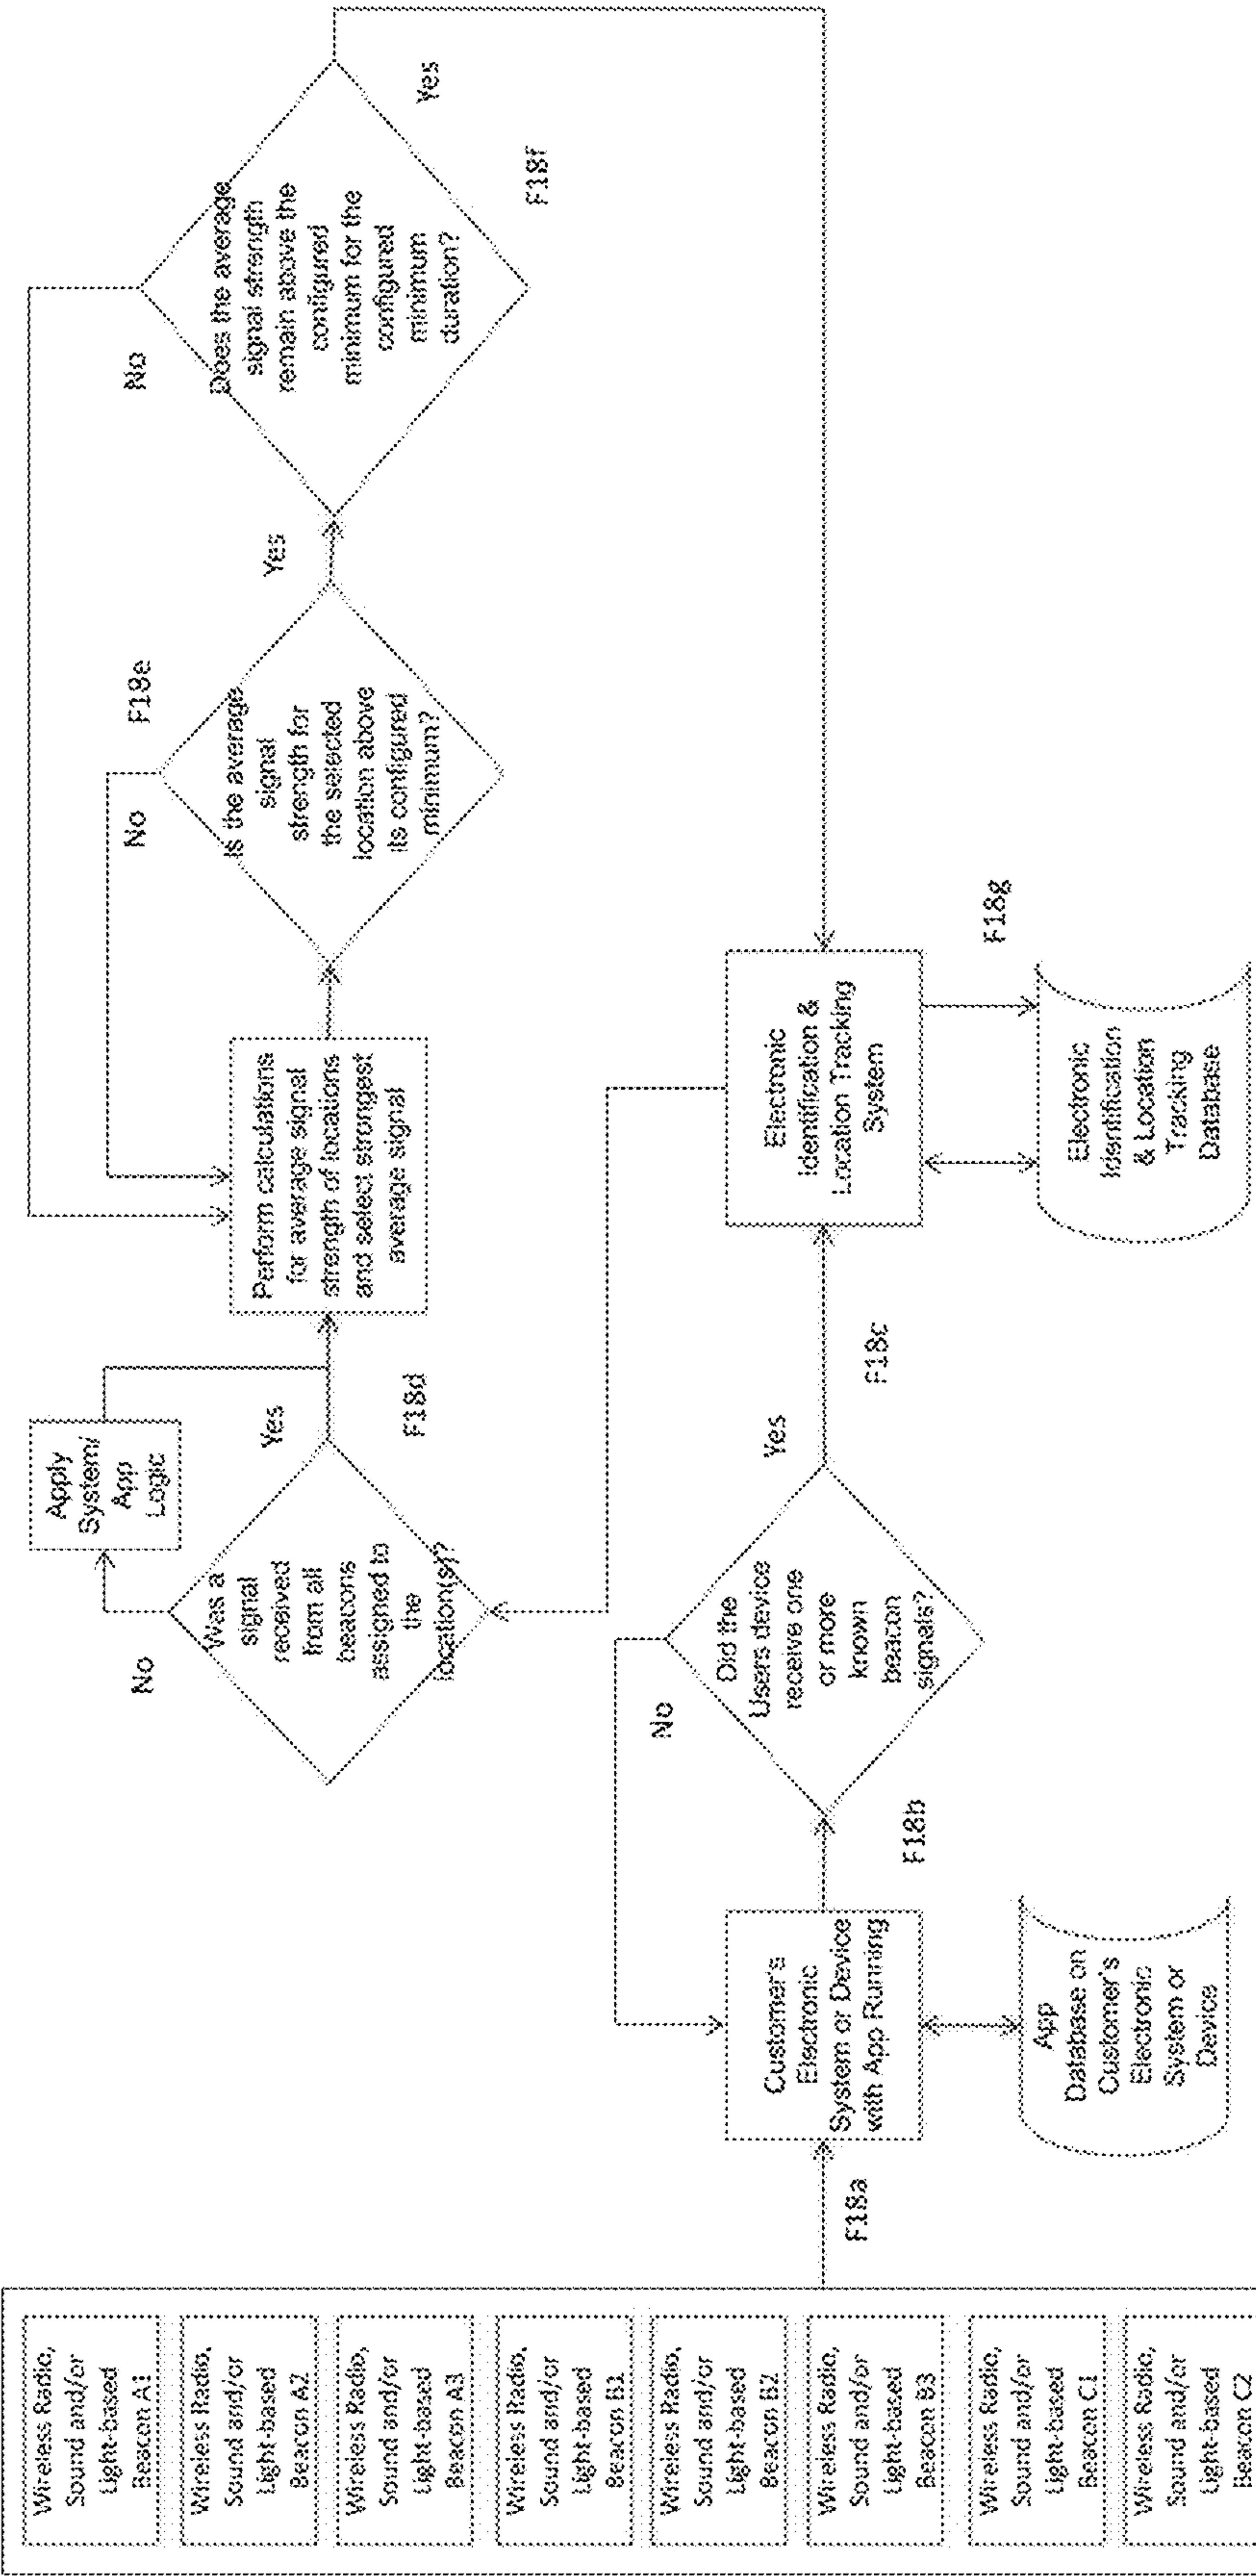 Wireless Radio,
Sound and/or
Light-based
Beacon A1
Wireless Radio,
Sound and/or
Light-based
Beacon A2
Wireless Radio,
Sound and/or
Light-based
Beacon A3
Wireless Radio,
Sound and/or
Light-based
Beacon B1
Wireless Radio,
Sound and/or
Light-based
Beacon B2
Wireless Radio,
Sound and/or
Light-based
Beacon B3
Wireless Radio,
Sound and/or
Light-based
Beacon C1
Wireless Radio,
Sound and/or
Light-based
Beacon C2
F18a
Customer's
Electronic
System or Device
with App Running
App
Database on
Customer's
Electronic
System or
Device
F18b
Did the
Users device
receive one
or more
known
beacon
signals?
No
Yes
F18c
Electronic
Identification &
Location Tracking
System
Electronic
Identification
& Location
Tracking
Database
F18g
Was a
signal
received
from all
beacons
assigned to
the
location(s)?
No
Apply
System/
App
Logic
Yes
F18d
Perform calculations
for average signal
strength of locations
and select strongest
average signal
Is the average
signal
strength for
the selected
location above
its configured
minimum?
No
F18e
Yes
Does the average
signal strength
remain above the
configured
minimum for the
configured
minimum
duration?
No
Yes
F18f